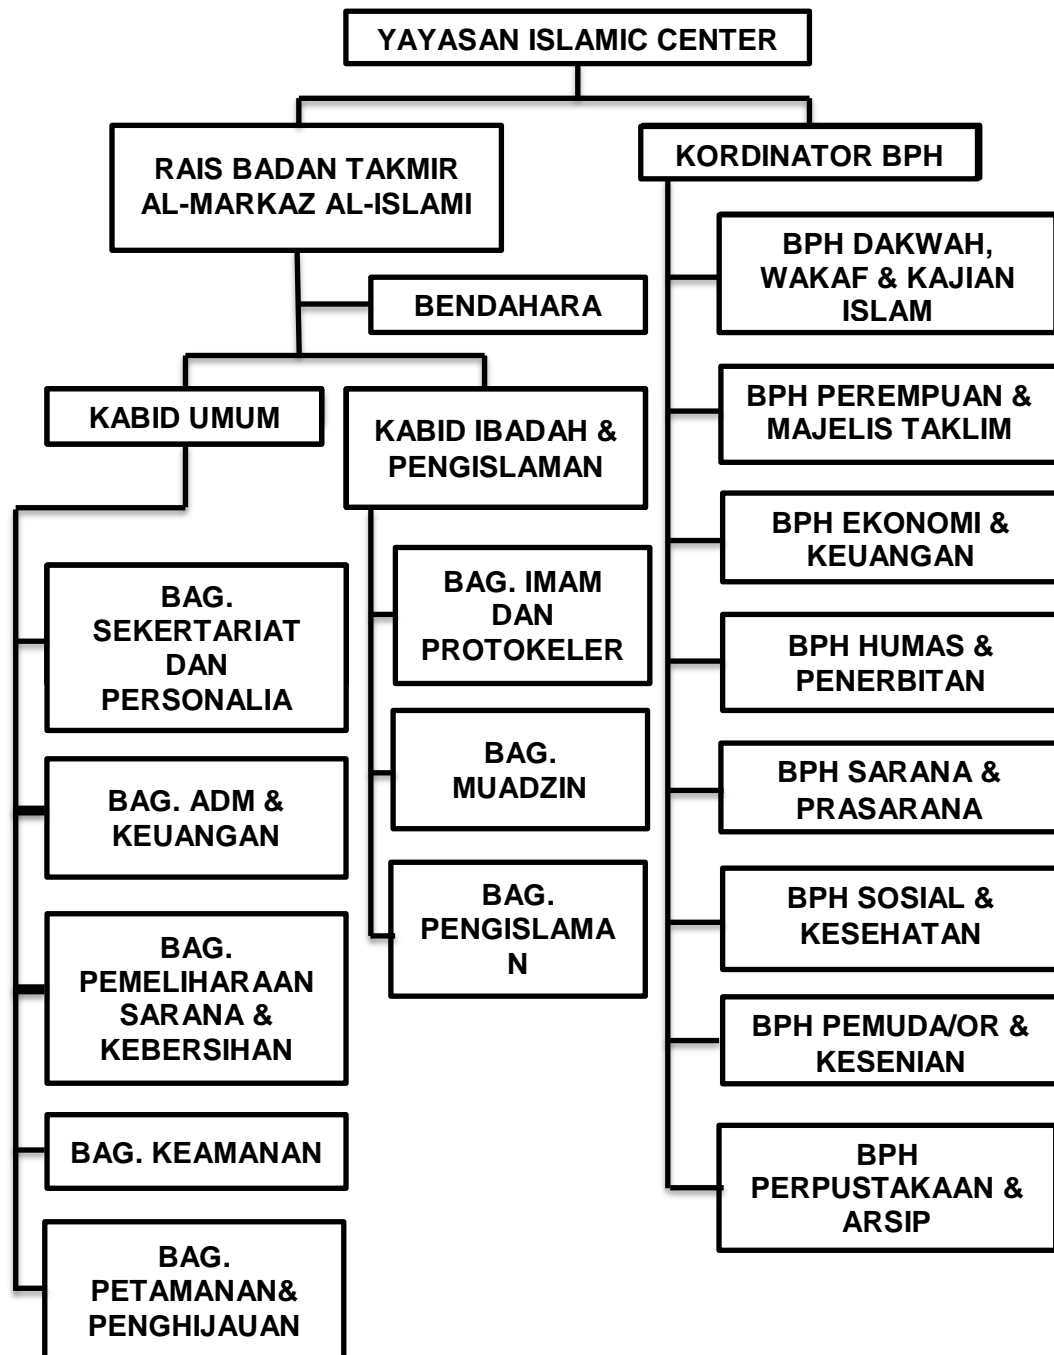 YAYASAN ISLAMIC CENTER
RAIS BADAN TAKMIR
AL-MARKAZ AL-ISLAMI
KORDINATOR BPH
BENDAHARA
KABID UMUM
KABID IBADAH &
PENGISLAMAN
BAG.
SEKERTARIAT
DAN
PERSONALIA
BAG. ADM &
KEUANGAN
BAG.
PEMELIHARAAN
SARANA &
KEBERSIHAN
BAG. KEAMANAN
BAG.
PETAMANAN&
PENGHIJAUAN
BAG. IMAM
DAN
PROTOKELER
BAG.
MUADZIN
BAG.
PENGISLAMA
N
BPH DAKWAH,
WAKAF & KAJIAN
ISLAM
BPH PEREMPUAN &
MAJELIS TAKLIM
BPH EKONOMI &
KEUANGAN
BPH HUMAS &
PENERBITAN
BPH SARANA &
PRASARANA
BPH SOSIAL &
KESEHATAN
BPH PEMUDA/OR &
KESENIAN
BPH
PERPUSTAKAAN &
ARSIP